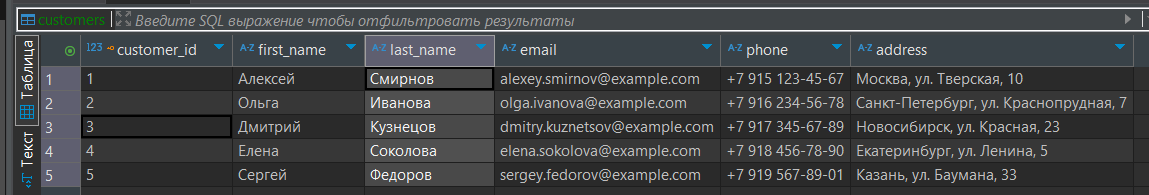 customers Введите SQL выражение чтобы отфильтровать результаты
Таблица
Текст
123 customer_id A-Z first_name A-Z last_name A-Z email A-Z phone A-Z address
1 1 Алексей Смирнов alexey.smirnov@example.com +7 915 123-45-67 Москва, ул. Тверская, 10
2 2 Ольга Иванова olga.ivanova@example.com +7 916 234-56-78 Санкт-Петербург, ул. Краснопрудная, 7
3 3 Дмитрий Кузнецов dmitry.kuznetsov@example.com +7 917 345-67-89 Новосибирск, ул. Красная, 23
4 4 Елена Соколова elena.sokolova@example.com +7 918 456-78-90 Екатеринбург, ул. Ленина, 5
5 5 Сергей Федоров sergey.fedorov@example.com +7 919 567-89-01 Казань, ул. Баумана, 33